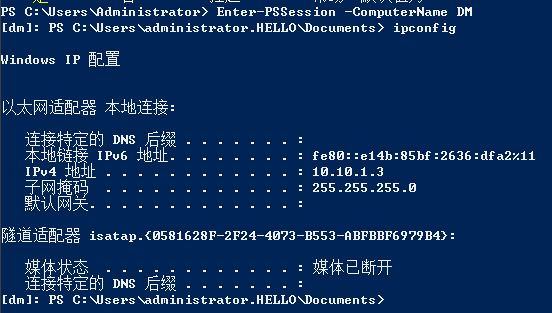 PS C:\Users\Administrator> Enter-PSSession -ComputerName DM
[dm]: PS C:\Users\administrator.HELLO\Documents> ipconfig
Windows IP 配置
以太网适配器 本地连接:
连接特定的 DNS 后缀 . . . . . . . :
本地链接 IPv6 地址. . . . . . . . : fe80::e14b:85bf:2636:dfa2%11
IPv4 地址 . . . . . . . . . . . . : 10.10.1.3
子网掩码 . . . . . . . . . . . . : 255.255.255.0
默认网关. . . . . . . . . . . . . :
隧道适配器 isatap.{0581628F-2F24-4073-B553-ABFBBF6979B4}:
媒体状态 . . . . . . . . . . . . : 媒体已断开
连接特定的 DNS 后缀 . . . . . . . :
[dm]: PS C:\Users\administrator.HELLO\Documents>